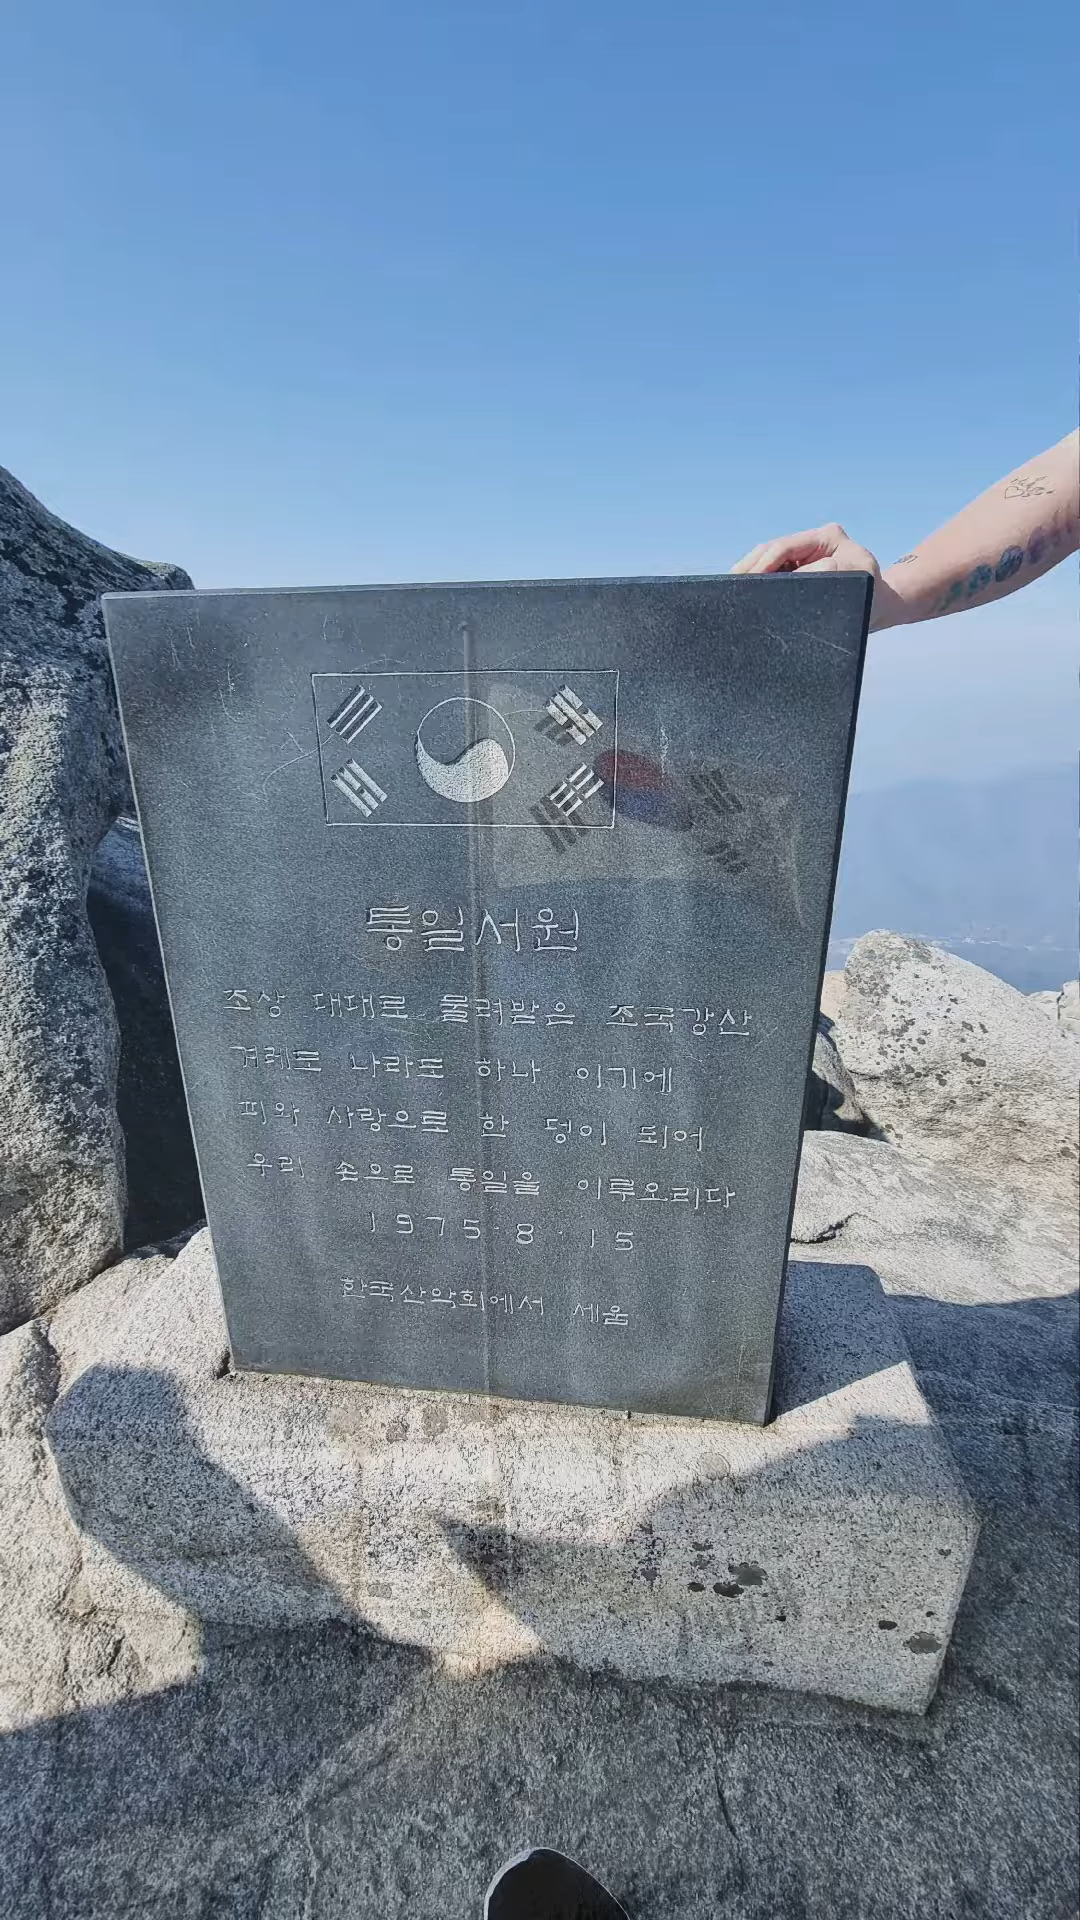 통일서원
조상 대대로 물려받은 조국강산
겨레도 나라도 하나 이기에
피와 사랑으로 한 덩이 되어
우리 손으로 통일을 이루오리다
1975·8 15
한국산악회에서 세움